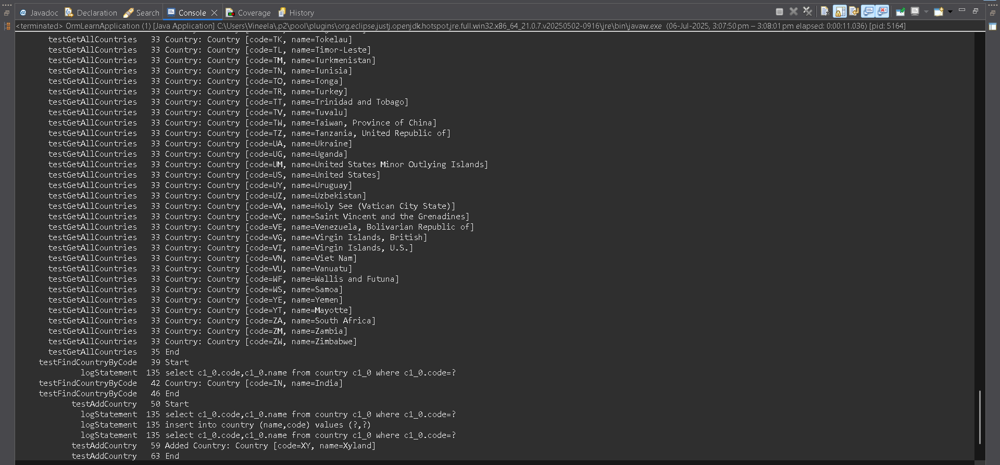 Javadoc Declaration Search Console Coverage History
<terminated> OrmLearnApplication (1) [Java Application] C:\Users\Vineela\.p2\pool\plugins\org.eclipse.justj.openjdk.hotspot.jre.full.win32.x86_64_21.0.7.v20250502-0916\jre\bin\javaw.exe (06-Jul-2025, 3:07:50 pm – 3:08:01 pm elapsed: 0:00:11.036) [pid: 5164]
testGetAllCountries 33 Country: Country [code=TK, name=Tokelau]
testGetAllCountries 33 Country: Country [code=TL, name=Timor-Leste]
testGetAllCountries 33 Country: Country [code=TM, name=Turkmenistan]
testGetAllCountries 33 Country: Country [code=TN, name=Tunisia]
testGetAllCountries 33 Country: Country [code=TO, name=Tonga]
testGetAllCountries 33 Country: Country [code=TR, name=Turkey]
testGetAllCountries 33 Country: Country [code=TT, name=Trinidad and Tobago]
testGetAllCountries 33 Country: Country [code=TV, name=Tuvalu]
testGetAllCountries 33 Country: Country [code=TW, name=Taiwan, Province of China]
testGetAllCountries 33 Country: Country [code=TZ, name=Tanzania, United Republic of]
testGetAllCountries 33 Country: Country [code=UA, name=Ukraine]
testGetAllCountries 33 Country: Country [code=UG, name=Uganda]
testGetAllCountries 33 Country: Country [code=UM, name=United States Minor Outlying Islands]
testGetAllCountries 33 Country: Country [code=US, name=United States]
testGetAllCountries 33 Country: Country [code=UY, name=Uruguay]
testGetAllCountries 33 Country: Country [code=UZ, name=Uzbekistan]
testGetAllCountries 33 Country: Country [code=VA, name=Holy See (Vatican City State)]
testGetAllCountries 33 Country: Country [code=VC, name=Saint Vincent and the Grenadines]
testGetAllCountries 33 Country: Country [code=VE, name=Venezuela, Bolivarian Republic of]
testGetAllCountries 33 Country: Country [code=VG, name=Virgin Islands, British]
testGetAllCountries 33 Country: Country [code=VI, name=Virgin Islands, U.S.]
testGetAllCountries 33 Country: Country [code=VN, name=Viet Nam]
testGetAllCountries 33 Country: Country [code=VU, name=Vanuatu]
testGetAllCountries 33 Country: Country [code=WF, name=Wallis and Futuna]
testGetAllCountries 33 Country: Country [code=WS, name=Samoa]
testGetAllCountries 33 Country: Country [code=YE, name=Yemen]
testGetAllCountries 33 Country: Country [code=YT, name=Mayotte]
testGetAllCountries 33 Country: Country [code=ZA, name=South Africa]
testGetAllCountries 33 Country: Country [code=ZM, name=Zambia]
testGetAllCountries 33 Country: Country [code=ZW, name=Zimbabwe]
testGetAllCountries 35 End
testFindCountryByCode 39 Start
logStatement 135 select c1_0.code,c1_0.name from country c1_0 where c1_0.code=?
testFindCountryByCode 42 Country: Country [code=IN, name=India]
testFindCountryByCode 46 End
testAddCountry 50 Start
logStatement 135 select c1_0.code,c1_0.name from country c1_0 where c1_0.code=?
logStatement 135 insert into country (name,code) values (?,?)
logStatement 135 select c1_0.code,c1_0.name from country c1_0 where c1_0.code=?
testAddCountry 59 Added Country: Country [code=XY, name=Xyland]
testAddCountry 63 End